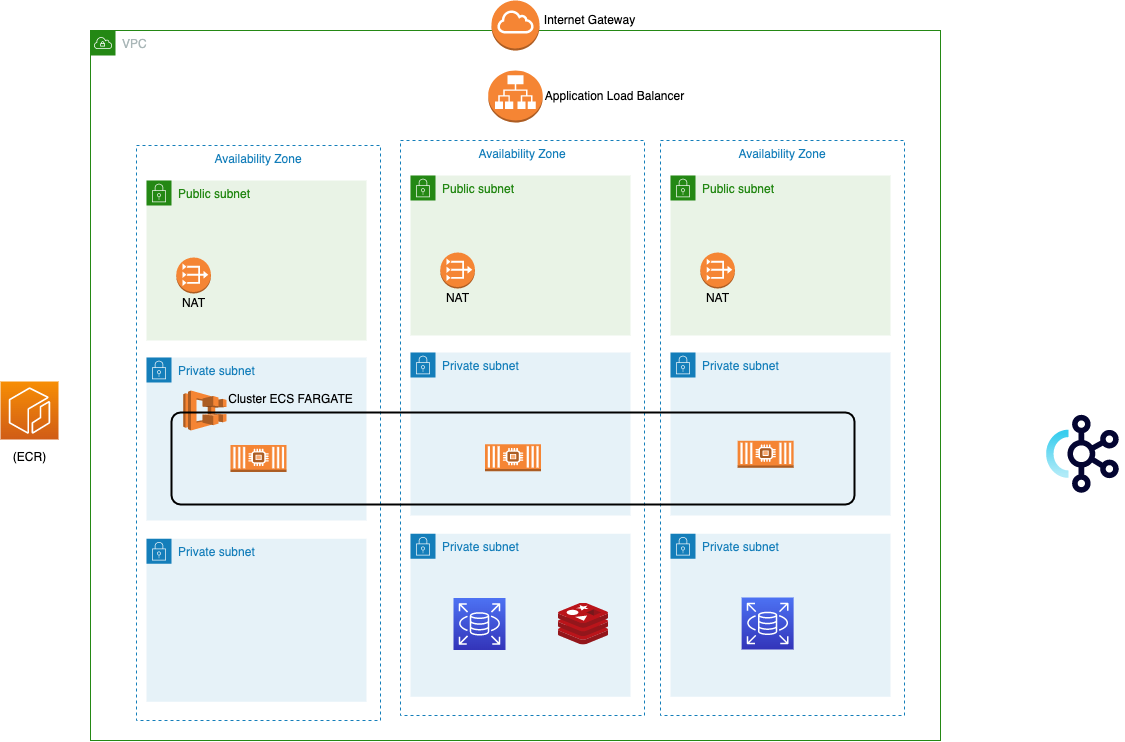 Internet Gateway
VPC
Application Load Balancer
Availability Zone
Availability Zone
Availability Zone
Public subnet
Public subnet
Public subnet
NAT
NAT
NAT
Private subnet
Private subnet
Private subnet
Cluster ECS FARGATE
(ECR)
Private subnet
Private subnet
Private subnet